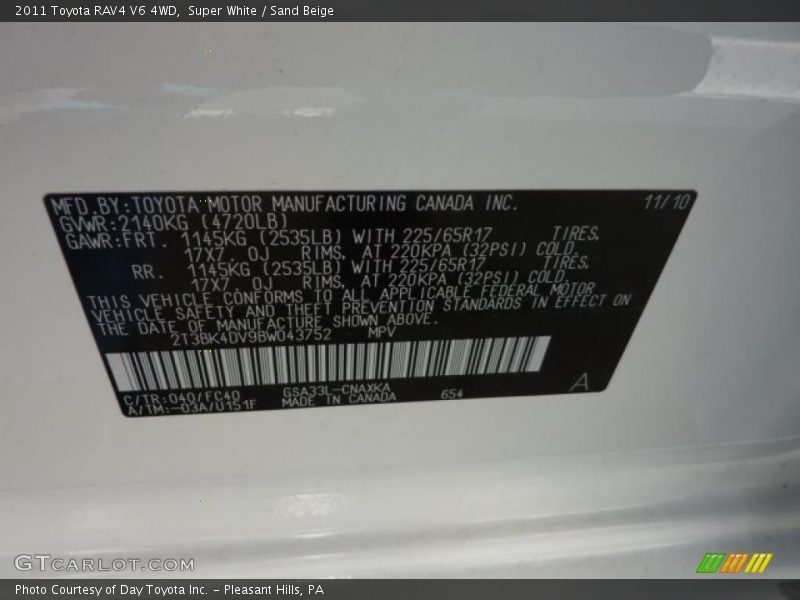 2011 Toyota RAV4 V6 4WD, Super White / Sand Beige
MFD.BY:TOYOTA MOTOR MANUFACTURING CANADA INC. 11/10
GVWR:2140KG (4720LB)
GAWR:FRT. 1145KG (2535LB) WITH 225/65R17 TIRES,
17X7.0J RIMS, AT 220KPA (32PSI) COLD.
RR. 1145KG (2535LB) WITH 225/65R17 TIRES,
17X7.0J RIMS, AT 220KPA (32PSI) COLD.
THIS VEHICLE CONFORMS TO ALL APPLICABLE FEDERAL MOTOR
VEHICLE SAFETY AND THEFT PREVENTION STANDARDS IN EFFECT ON
THE DATE OF MANUFACTURE SHOWN ABOVE.
2T3BK4DV9BW043752 MPV
C/TR:040/FC40 GSA33L-CNAXKA 654
A/TM:-03A/U151F MADE IN CANADA A
GTCARLOT.COM
Photo Courtesy of Day Toyota Inc. - Pleasant Hills, PA